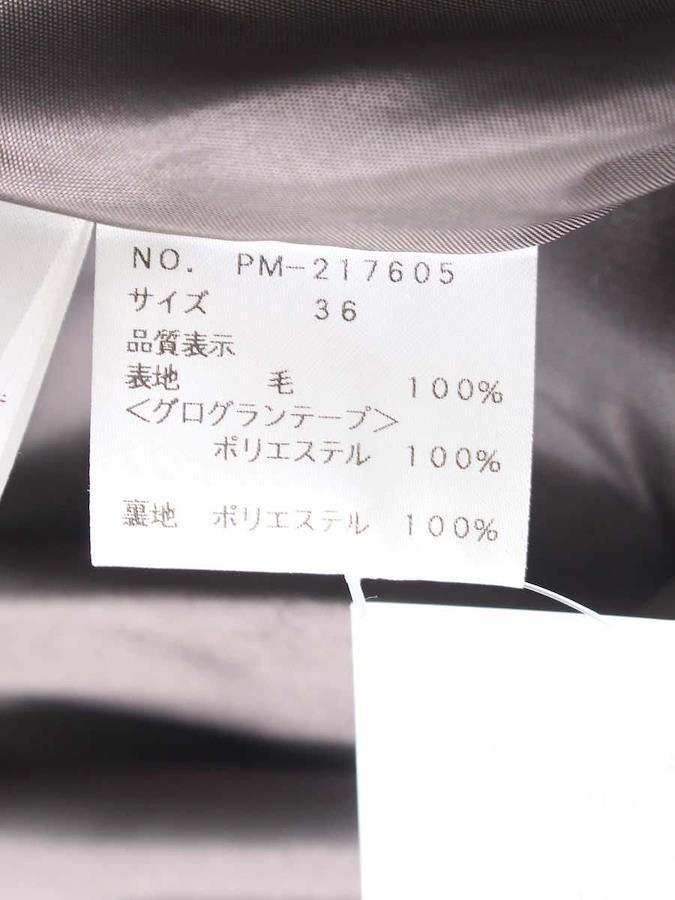 NO. PM-217605
サイズ 36
品質表示
表地 毛 100%
<グログランテープ>
ポリエステル 100%
裏地 ポリエステル 100%